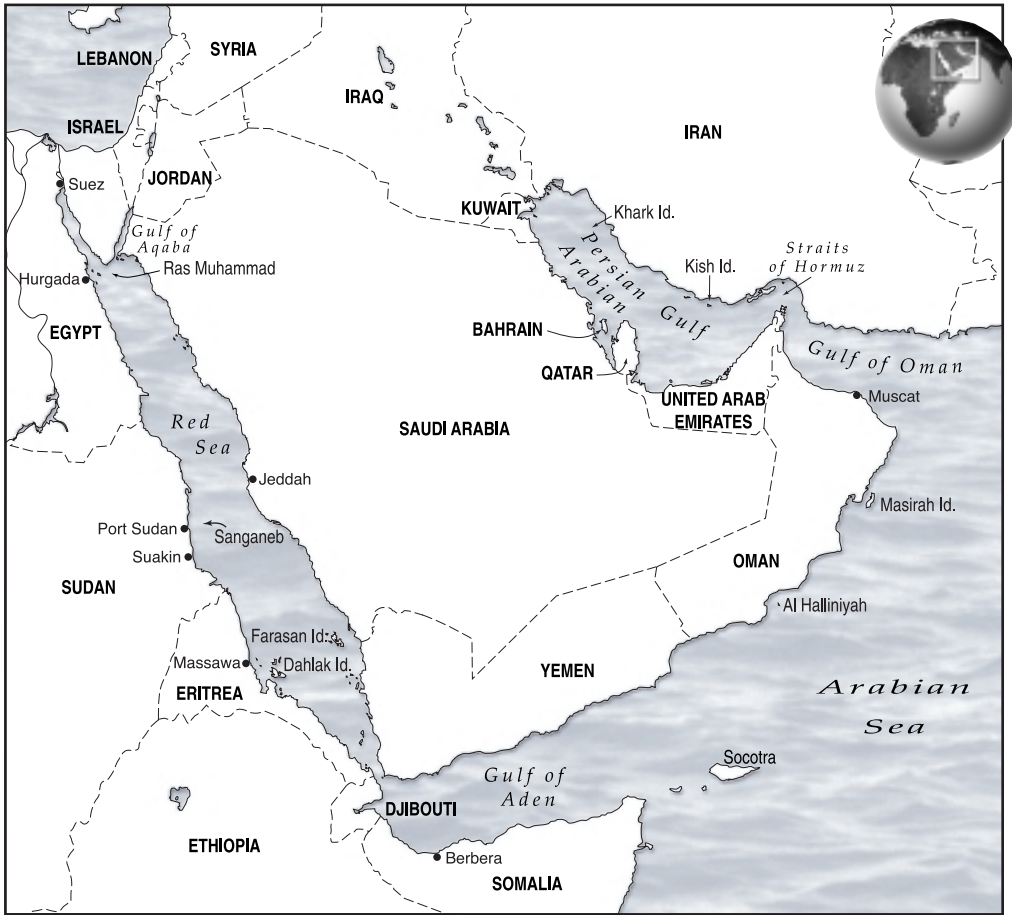 LEBANON
SYRIA
IRAQ
IRAN
ISRAEL
JORDAN
Suez
KUWAIT
Khark Id.
Gulf of
Aqaba
Ras Muhammad
Hurgada
Persian
Arabian
Gulf
Kish Id.
Straits
of Hormuz
EGYPT
BAHRAIN
QATAR
Gulf of Oman
UNITED ARAB
EMIRATES
Muscat
Red
Sea
SAUDI ARABIA
Jeddah
Masirah Id.
Port Sudan
Sanganeb
Suakin
SUDAN
OMAN
Al Halliniyah
Farasan Id.
Massawa
Dahlak Id.
ERITREA
YEMEN
Arabian
Sea
Socotra
Gulf of
Aden
DJIBOUTI
ETHIOPIA
Berbera
SOMALIA